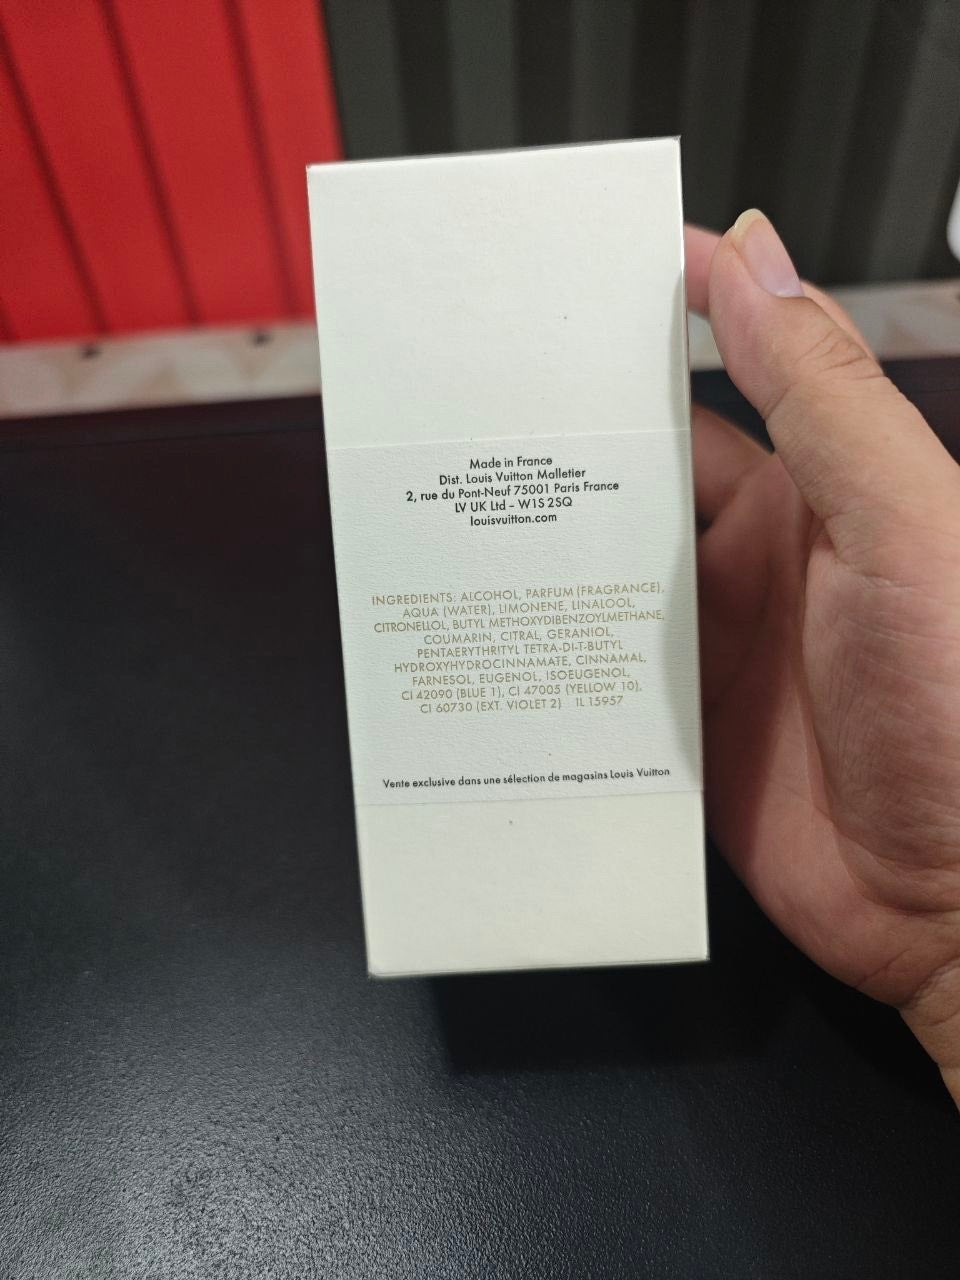 Made in France
Dist. Louis Vuitton Malletier
2, rue du Pont-Neuf 75001 Paris France
LV UK Ltd - W1S 2SQ
louisvuitton.com
INGREDIENTS: ALCOHOL, PARFUM (FRAGRANCE),
AQUA (WATER), LIMONENE, LINALOOL,
CITRONELLOL, BUTYL METHOXYDIBENZOYLMETHANE,
COUMARIN, CITRAL, GERANIOL,
PENTAERYTHRITYL TETRA-DI-T-BUTYL
HYDROXYHYDROCINNAMATE, CINNAMAL,
FARNESOL, EUGENOL, ISOEUGENOL,
CI 42090 (BLUE 1), CI 47005 (YELLOW 10),
CI 60730 (EXT. VIOLET 2) IL 15957
Vente exclusive dans une sélection de magasins Louis Vuitton